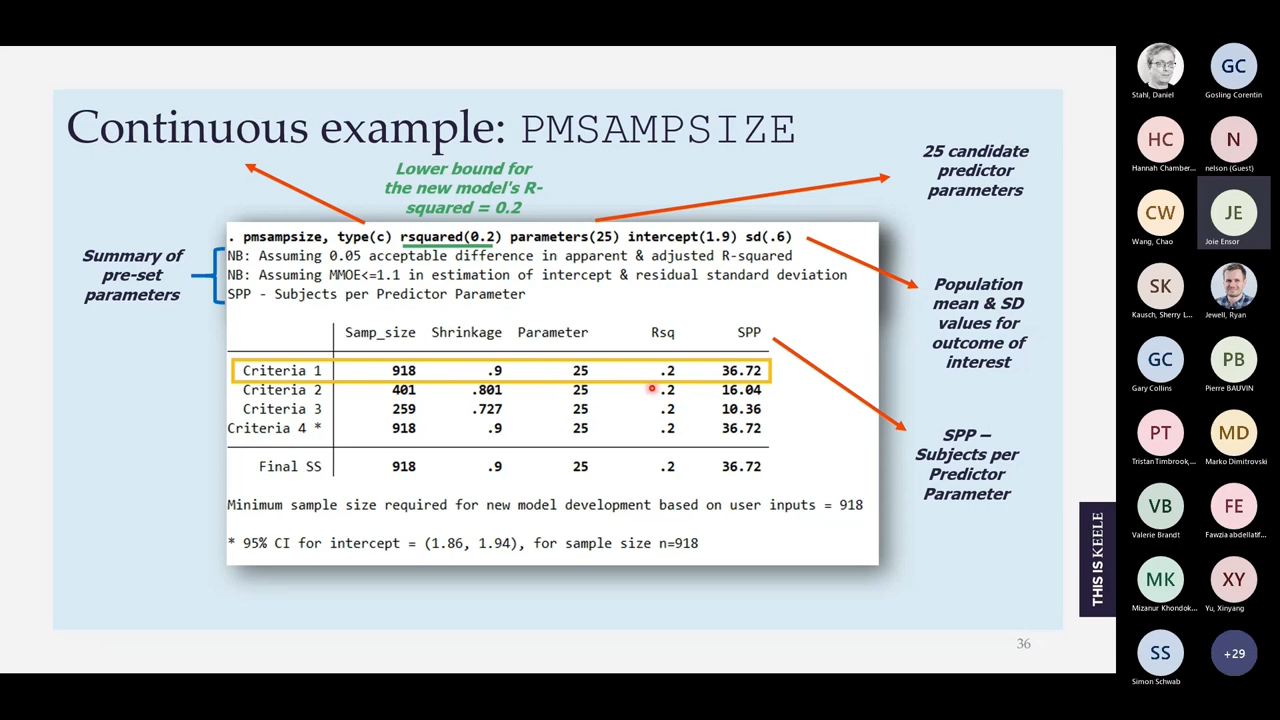 Continuous example: PMSAMPSIZE
Lower bound for
the new model's R-
squared = 0.2
25 candidate
predictor
parameters
Summary of
pre-set
parameters
. pmsampsize, type(c) rsquared(0.2) parameters(25) intercept(1.9) sd(.6)
NB: Assuming 0.05 acceptable difference in apparent & adjusted R-squared
NB: Assuming MMOE<=1.1 in estimation of intercept & residual standard deviation
SPP - Subjects per Predictor Parameter
Samp_size Shrinkage Parameter Rsq SPP
Criteria 1 918 .9 25 .2 36.72
Criteria 2 401 .801 25 .2 16.04
Criteria 3 259 .727 25 .2 10.36
Criteria 4 * 918 .9 25 .2 36.72
Final SS 918 .9 25 .2 36.72
Minimum sample size required for new model development based on user inputs = 918
* 95% CI for intercept = (1.86, 1.94), for sample size n=918
Population
mean & SD
values for
outcome of
interest
SPP –
Subjects per
Predictor
Parameter
THIS IS KEELE
36
Stahl, Daniel
GC
Gosling Corentin
HC
Hannah Chamber...
N
nelson (Guest)
CW
Wang, Chao
JE
Joie Ensor
SK
Kausch, Sherry L...
Jewell, Ryan
GC
Gary Collins
PB
Pierre BAUVIN
PT
Tristan Timbrook,...
MD
Marko Dimitrovski
VB
Valerie Brandt
FE
Fawzia abdellatif...
MK
Mizanur Khondok...
XY
Yu, Xinyang
SS
Simon Schwab
+29